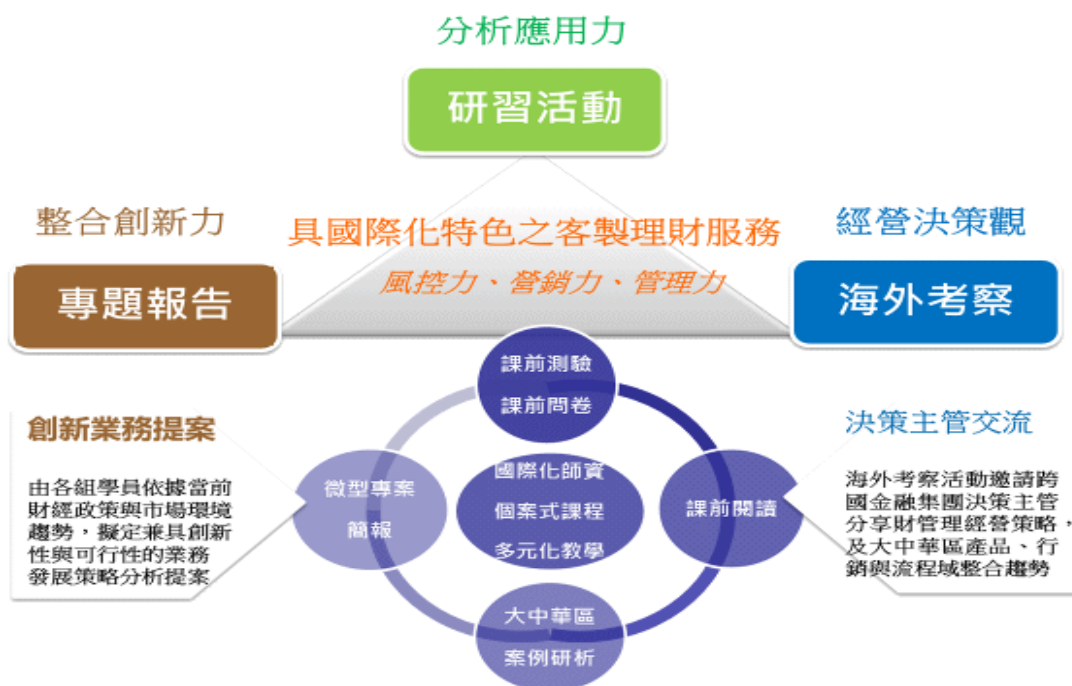 分析應用力
研習活動
整合創新力
專題報告
具國際化特色之客製理財服務
風控力、營銷力、管理力
經營決策觀
海外考察
創新業務提案
由各組學員依據當前
財經政策與市場環境
趨勢，擬定兼具創新
性與可行性的業務
發展策略分析提案
課前測驗
課前問卷
微型專案
簡報
國際化師資
個案式課程
多元化教學
課前閱讀
大中華區
案例研析
決策主管交流
海外考察活動邀請跨
國金融集團決策主管
分享財管理經營策略，
及大中華區產品、行
銷與流程域整合趨勢